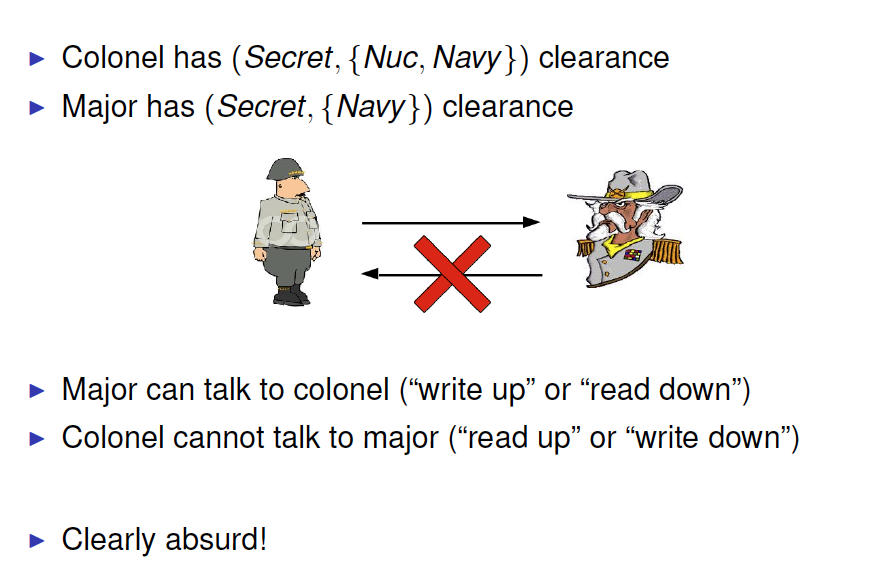 Colonel has (Secret, {Nuc, Navy}) clearance
Major has (Secret, {Navy}) clearance
Major can talk to colonel (“write up” or “read down”)
Colonel cannot talk to major (“read up” or “write down”)
Clearly absurd!